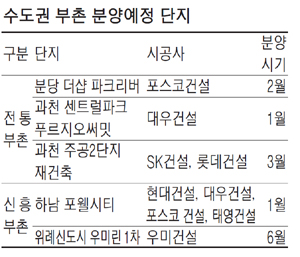 수도권 부촌 분양예정 단지
구분 단지 시공사 분양시기
전통부촌 분당 더샵 파크리버 포스코건설 2월
과천 센트럴파크 푸르지오써밋 대우건설 1월
과천 주공2단지 재건축 SK건설, 롯데건설 3월
신흥부촌 하남 포웰시티 현대건설, 대우건설, 포스코 건설, 태영건설 1월
위례신도시 우미린 1차 우미건설 6월